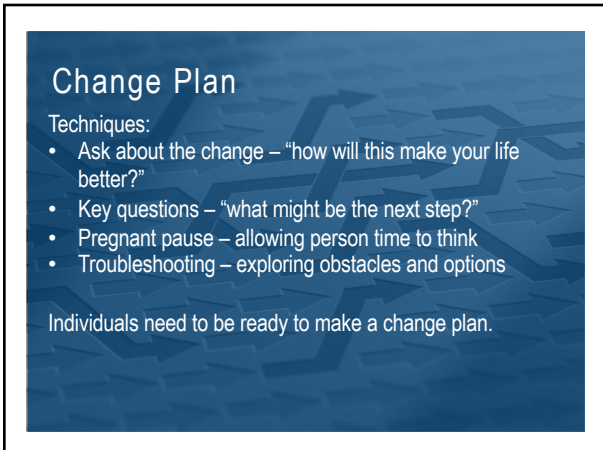 Change Plan
Techniques:
• Ask about the change – “how will this make your life
better?”
• Key questions – “what might be the next step?”
• Pregnant pause – allowing person time to think
• Troubleshooting – exploring obstacles and options
Individuals need to be ready to make a change plan.